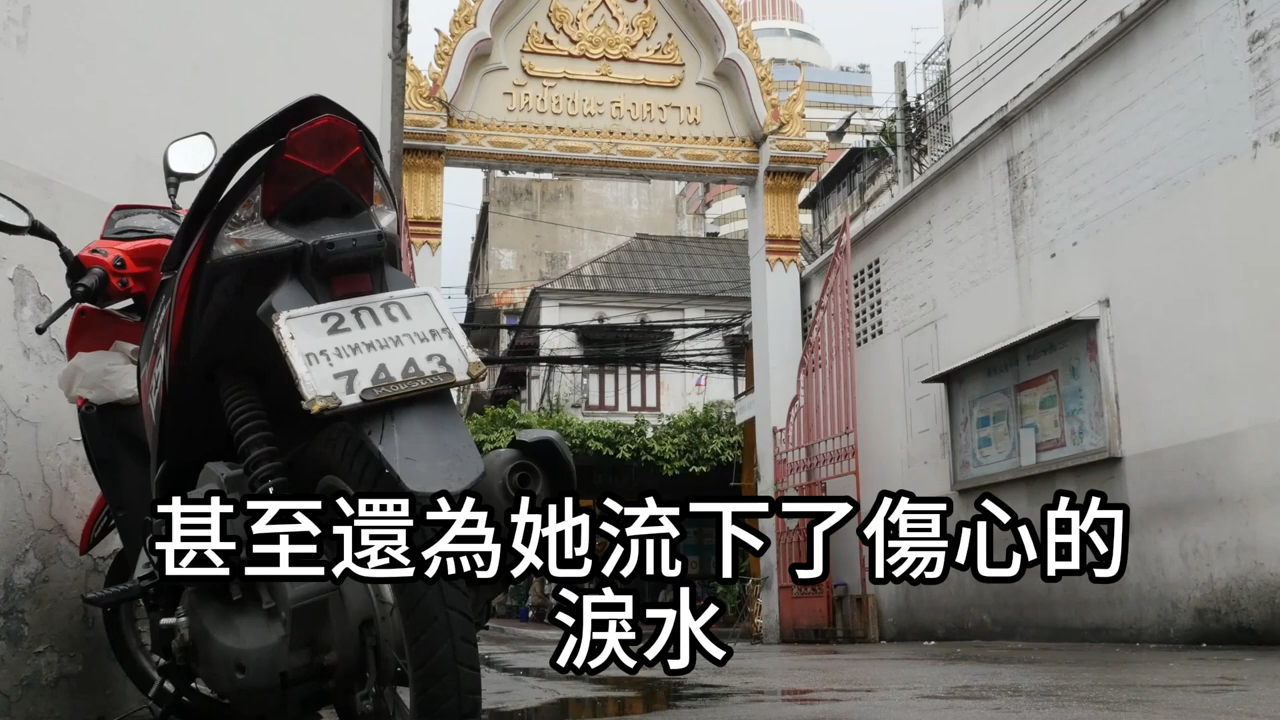 วัดชัยชนะสงคราม
2กก
กรุงเทพมหานคร
7443
甚至還為她流下了傷心的
淚水